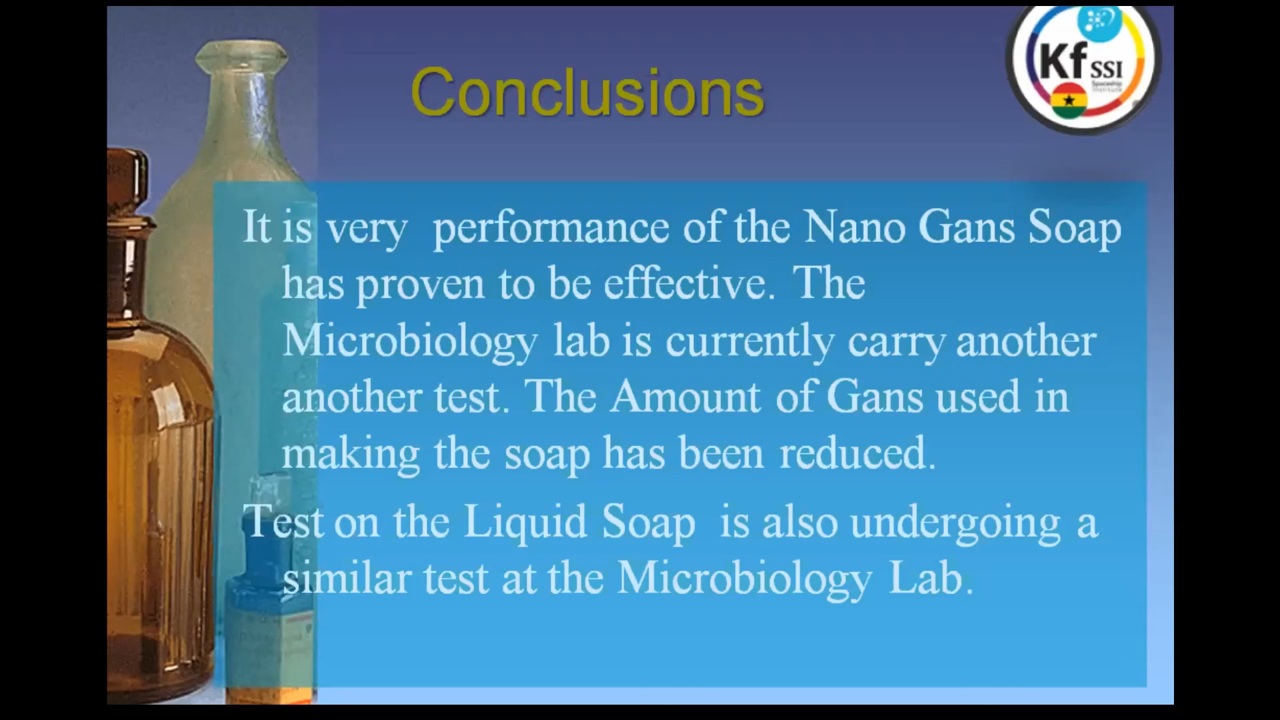 Conclusions
Kf SSI
Spaceship
Institute
It is very performance of the Nano Gans Soap
has proven to be effective. The
Microbiology lab is currently carry another
another test. The Amount of Gans used in
making the soap has been reduced.
Test on the Liquid Soap is also undergoing a
similar test at the Microbiology Lab.